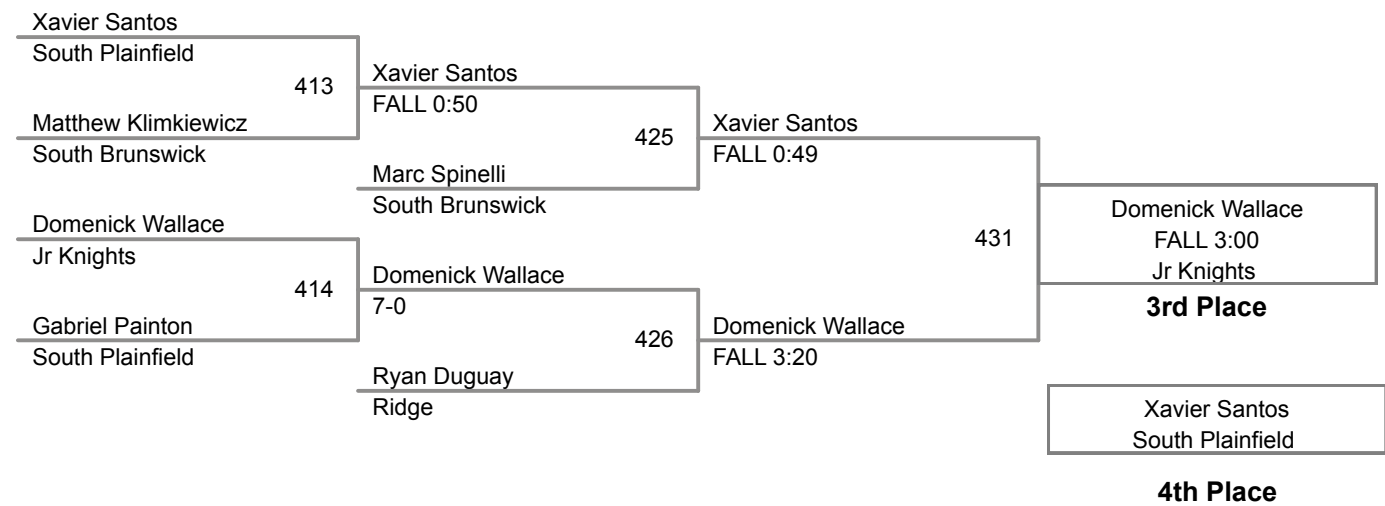 Xavier Santos
South Plainfield
413
Matthew Klimkiewicz
South Brunswick
Domenick Wallace
Jr Knights
414
Gabriel Painton
South Plainfield
Xavier Santos
FALL 0:50
425
Marc Spinelli
South Brunswick
Domenick Wallace
7-0
426
Ryan Duguay
Ridge
Xavier Santos
FALL 0:49
431
Domenick Wallace
FALL 3:20
Domenick Wallace
FALL 3:00
Jr Knights
3rd Place
Xavier Santos
South Plainfield
4th Place